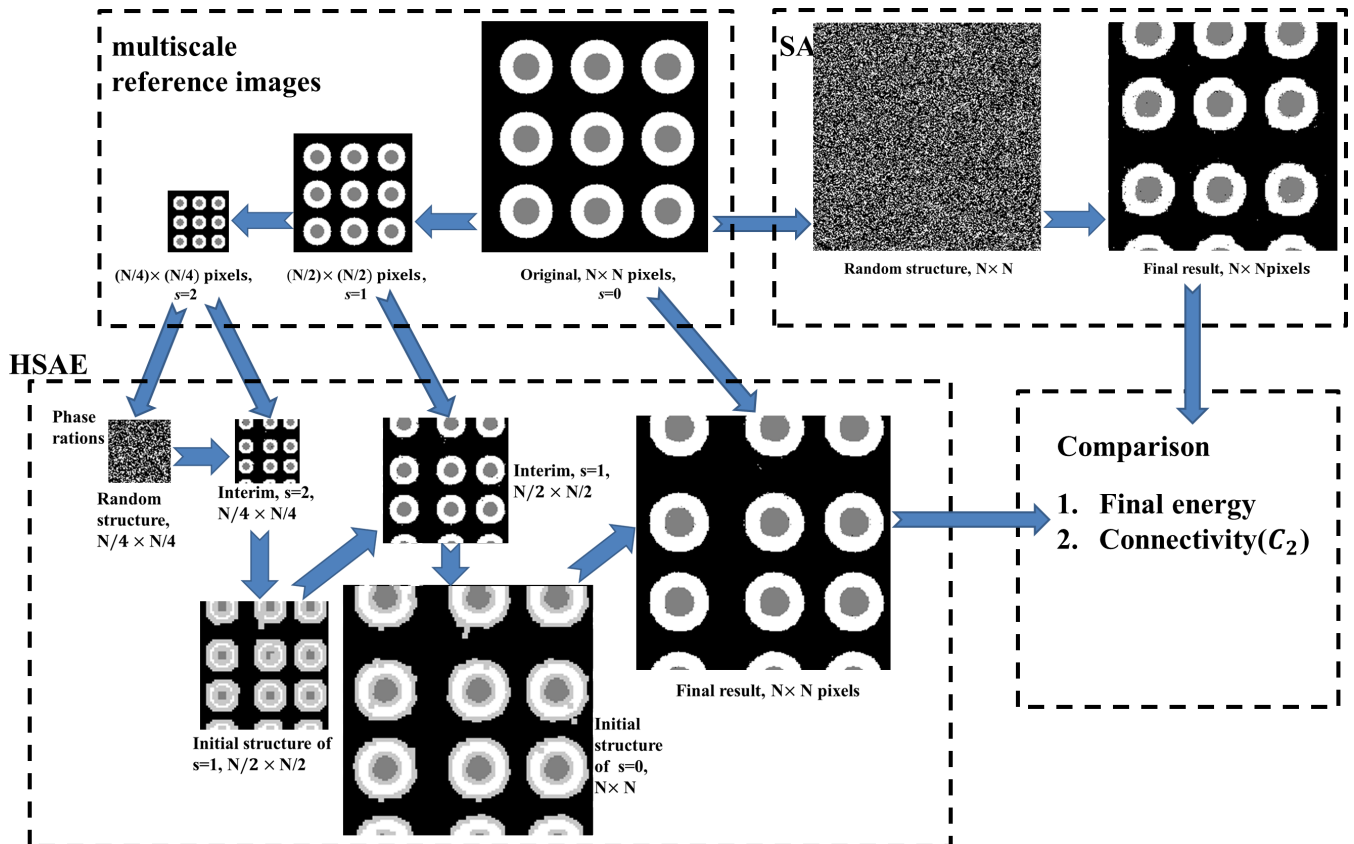 multiscale
reference images
(N/4)× (N/4) pixels,
s=2
(N/2)× (N/2) pixels,
s=1
Original, N× N pixels,
s=0
SA
Random structure, N× N
Final result, N× Npixels
HSAE
Phase
rations
Random
structure,
N/4 × N/4
Interim, s=2,
N/4 × N/4
Interim, s=1,
N/2 × N/2
Initial structure of
s=1, N/2 × N/2
Initial
structure
of s=0,
N× N
Final result, N× N pixels
Comparison
1. Final energy
2. Connectivity(C₂)